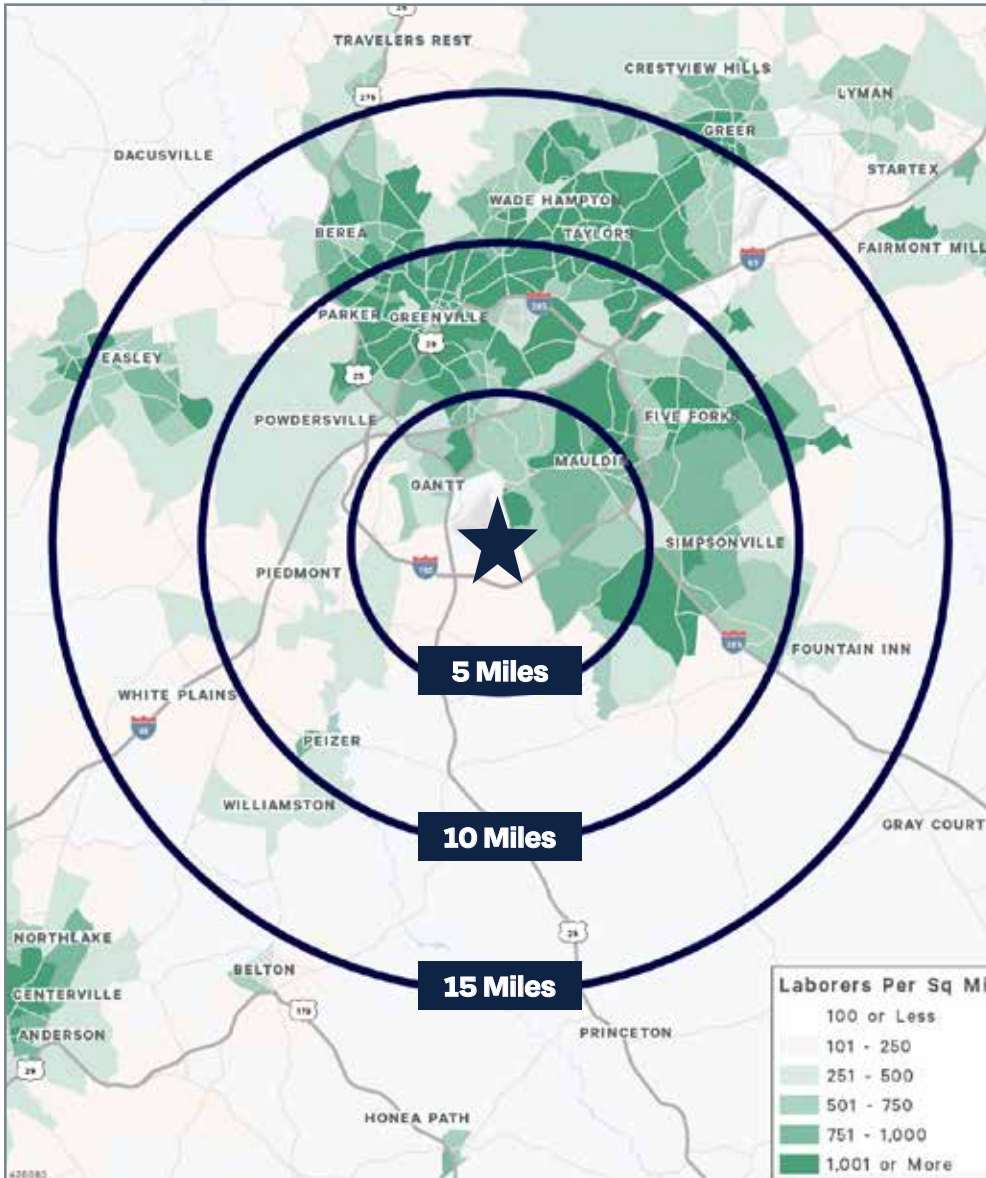 25
TRAVELERS REST
CRESTVIEW HILLS
LYMAN
276
GREER
DACUSVILLE
STARTEX
WADE HAMPTON
BEREA
TAYLORS
FAIRMONT MILL
85
PARKER
GREENVILLE
385
29
EASLEY
25
POWDERSVILLE
FIVE FORKS
MAULDIN
GANTT
SIMPSONVILLE
PIEDMONT
185
385
FOUNTAIN INN
5 Miles
WHITE PLAINS
85
PEIZER
WILLIAMSTON
10 Miles
GRAY COURT
25
NORTHLAKE
BELTON
CENTERVILLE
15 Miles
178
ANDERSON
PRINCETON
29
HONEA PATH
Laborers Per Sq Mi
100 or Less
101 - 250
251 - 500
501 - 750
751 - 1,000
1,001 or More